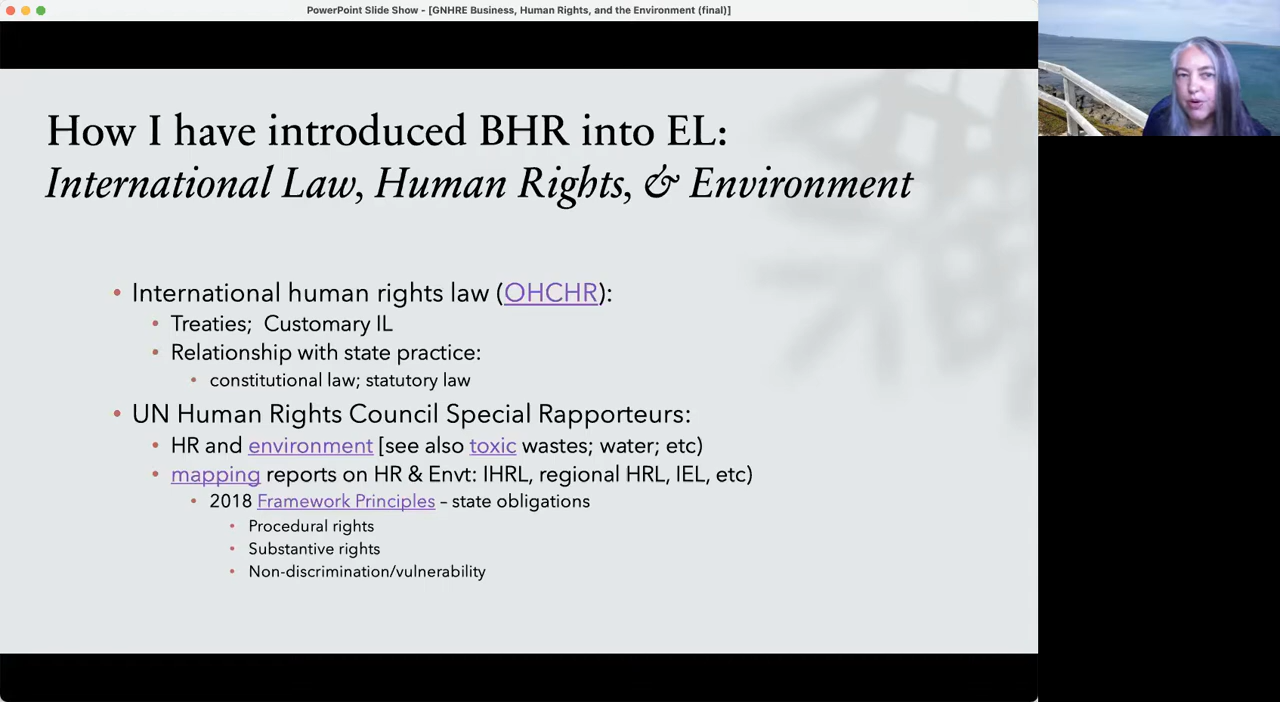 PowerPoint Slide Show - [GNHRE Business, Human Rights, and the Environment (final)]
How I have introduced BHR into EL:
International Law, Human Rights, & Environment
• International human rights law (OHCHR):
• Treaties; Customary IL
• Relationship with state practice:
• constitutional law; statutory law
• UN Human Rights Council Special Rapporteurs:
• HR and environment [see also toxic wastes; water; etc)
• mapping reports on HR & Envt: IHRL, regional HRL, IEL, etc)
• 2018 Framework Principles – state obligations
• Procedural rights
• Substantive rights
• Non-discrimination/vulnerability